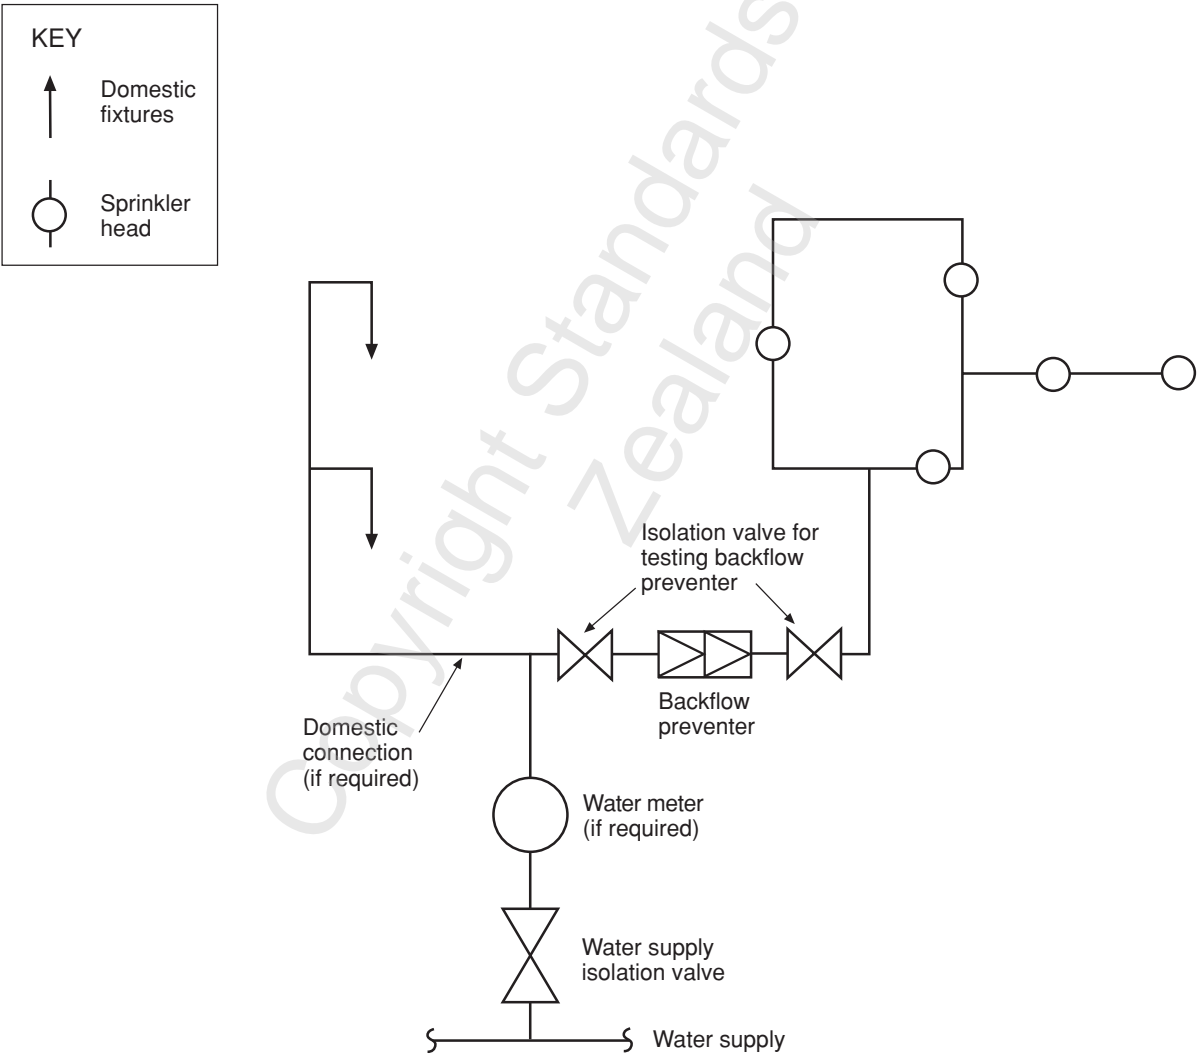 KEY
Domestic
fixtures
Sprinkler
head
Copyright Standards
Zealand
Isolation valve for
testing backflow
preventer
Backflow
preventer
Domestic
connection
(if required)
Water meter
(if required)
Water supply
isolation valve
Water supply